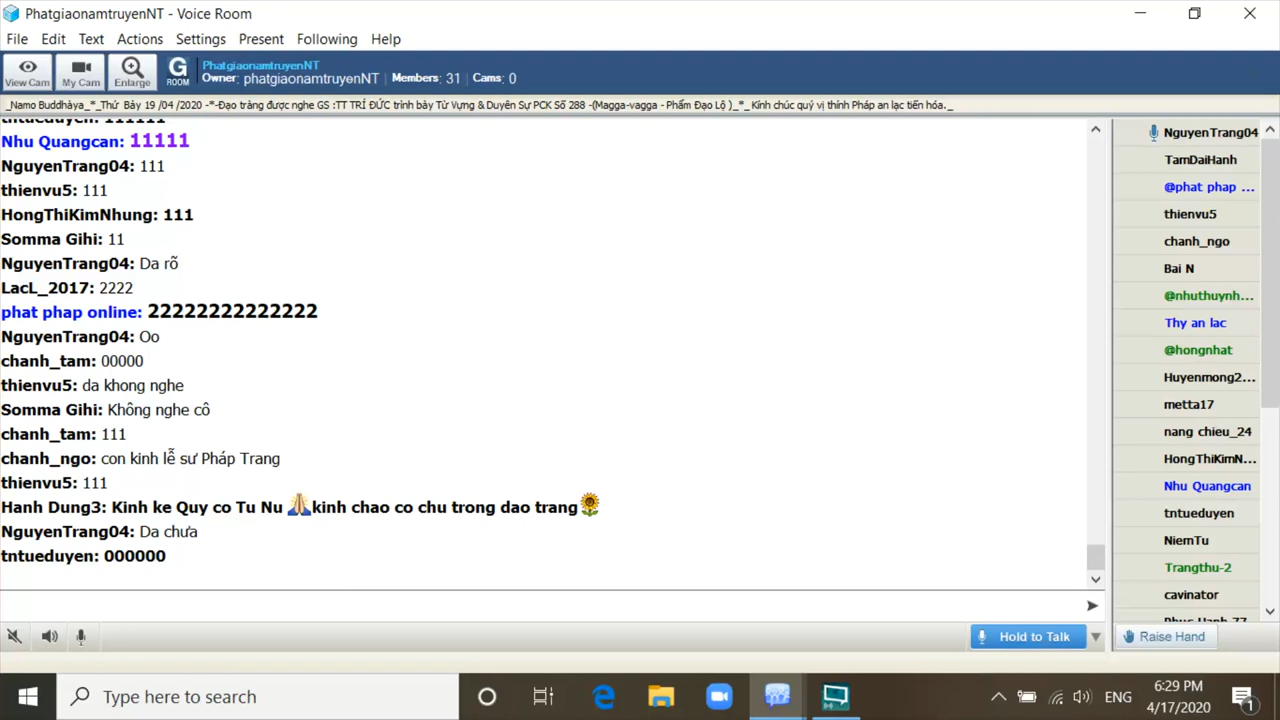 PhatgiaonamtruyenNT - Voice Room
File Edit Text Actions Settings Present Following Help
View Cam My Cam Enlarge G ROOM
PhatgiaonamtruyenNT
Owner: phatgiaonamtruyenNT Members: 31 Cams: 0
_Namo Buddhàya_*_Thứ Bảy 19 /04 /2020 -*-Đạo tràng được nghe GS :TT TRÍ ĐỨC trình bày Từ Vựng & Duyên Sự PCK Số 288 -(Magga-vagga - Phẩm Đạo Lộ )_*_ Kính chúc quý vị thính Pháp an lạc tiến hóa._
tntueduyen: 111111
Nhu Quangcan: 11111
NguyenTrang04: 111
thienvu5: 111
HongThiKimNhung: 111
Somma Gihi: 11
NguyenTrang04: Da rõ
LacL_2017: 2222
phat phap online: 22222222222222
NguyenTrang04: Oo
chanh_tam: 00000
thienvu5: da khong nghe
Somma Gihi: Không nghe cô
chanh_tam: 111
chanh_ngo: con kinh lễ sư Pháp Trang
thienvu5: 111
Hanh Dung3: Kinh ke Quy co Tu Nu 🙏kinh chao co chu trong dao trang🌻
NguyenTrang04: Da chưa
tntueduyen: 000000
NguyenTrang04
TamDaiHanh
@phat phap ...
thienvu5
chanh_ngo
Bai N
@nhuthuynh...
Thy an lac
@hongnhat
Huyenmong2...
metta17
nang chieu_24
HongThiKimN...
Nhu Quangcan
tntueduyen
NiemTu
Trangthu-2
cavinator
Phuc Hanh 77
Hold to Talk
Raise Hand
Type here to search
ENG
6:29 PM
4/17/2020
1